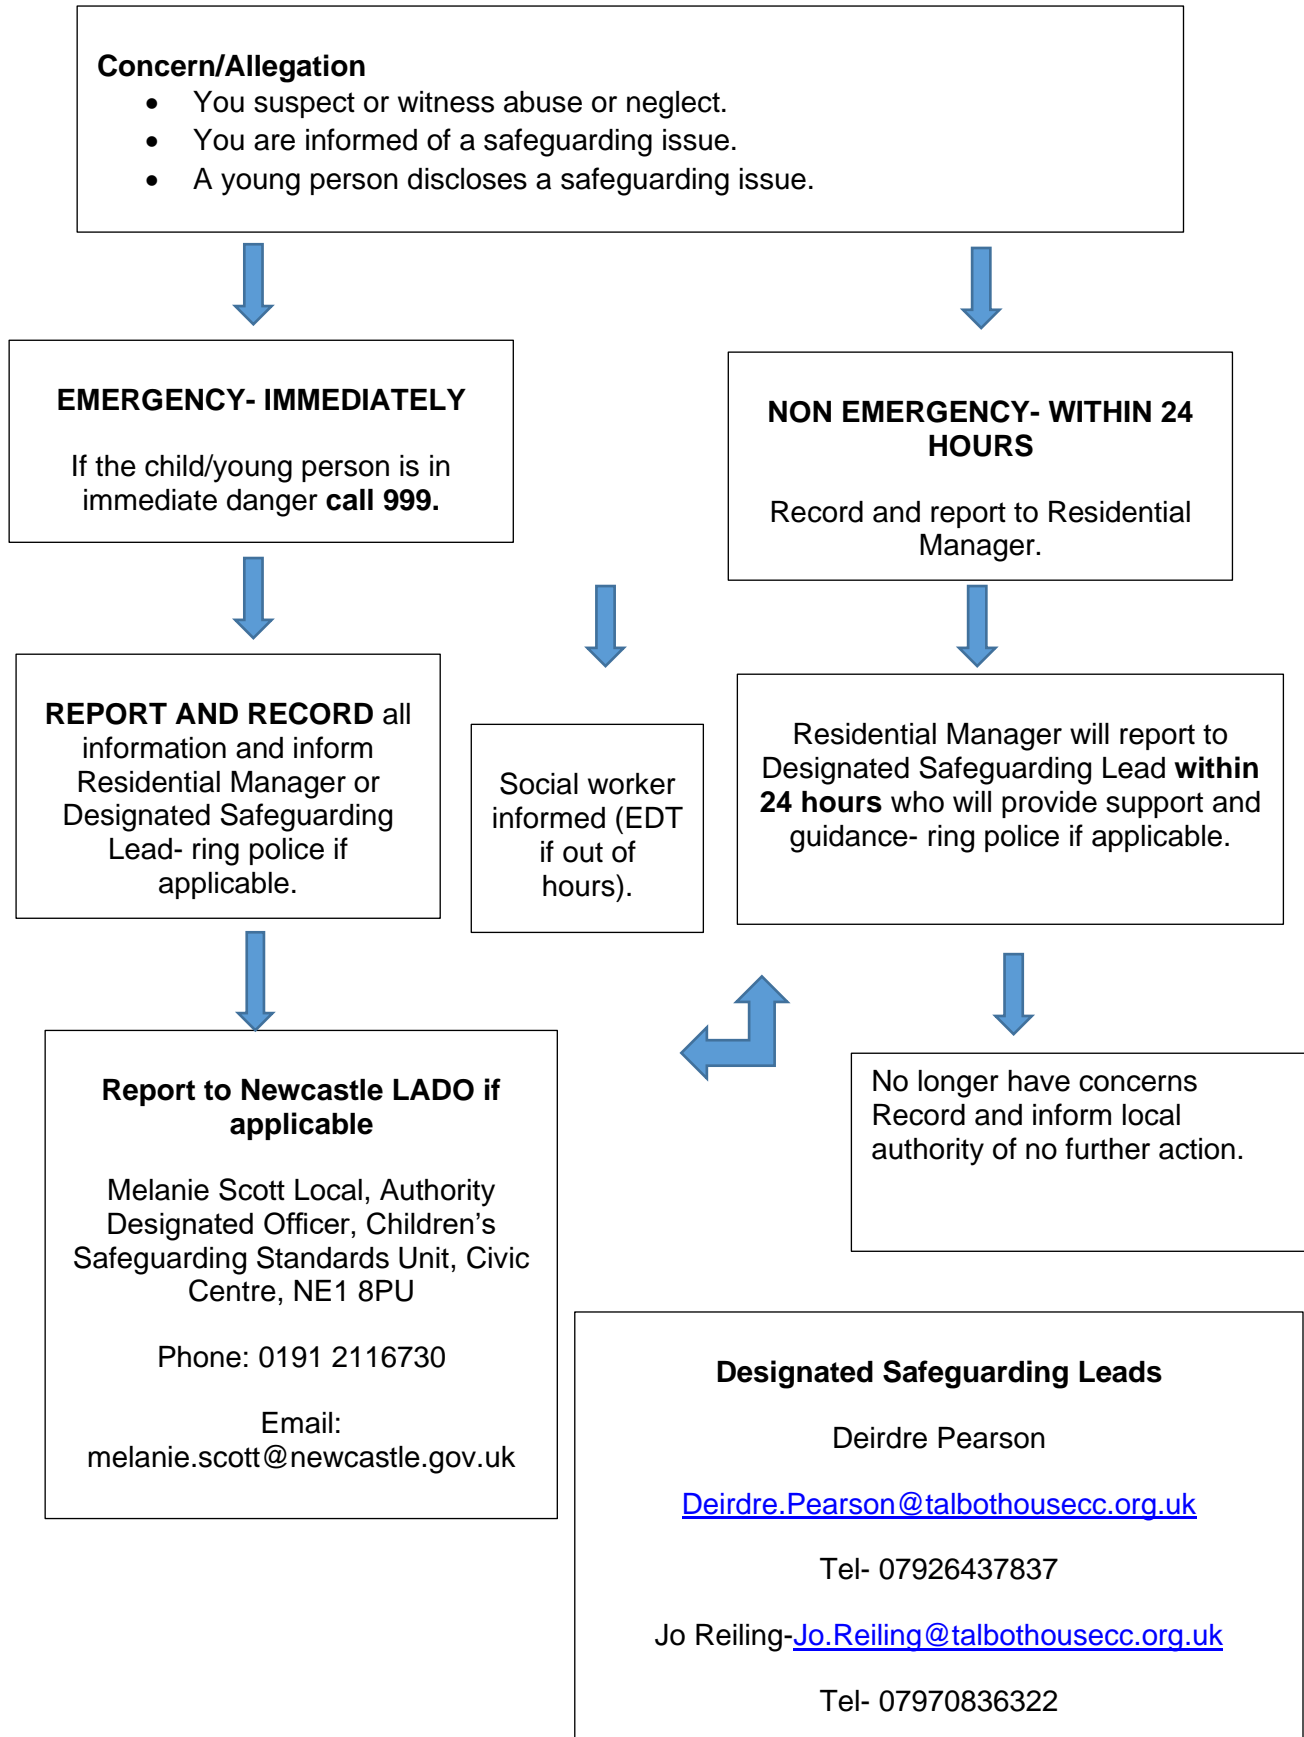 Concern/Allegation
• You suspect or witness abuse or neglect.
• You are informed of a safeguarding issue.
• A young person discloses a safeguarding issue.
EMERGENCY- IMMEDIATELY
If the child/young person is in
immediate danger call 999.
NON EMERGENCY- WITHIN 24
HOURS
Record and report to Residential
Manager.
REPORT AND RECORD all
information and inform
Residential Manager or
Designated Safeguarding
Lead- ring police if
applicable.
Social worker
informed (EDT
if out of
hours).
Residential Manager will report to
Designated Safeguarding Lead within
24 hours who will provide support and
guidance- ring police if applicable.
Report to Newcastle LADO if
applicable
Melanie Scott Local, Authority
Designated Officer, Children’s
Safeguarding Standards Unit, Civic
Centre, NE1 8PU
Phone: 0191 2116730
Email:
melanie.scott@newcastle.gov.uk
No longer have concerns
Record and inform local
authority of no further action.
Designated Safeguarding Leads
Deirdre Pearson
Deirdre.Pearson@talbothousecc.org.uk
Tel- 07926437837
Jo Reiling-Jo.Reiling@talbothousecc.org.uk
Tel- 07970836322